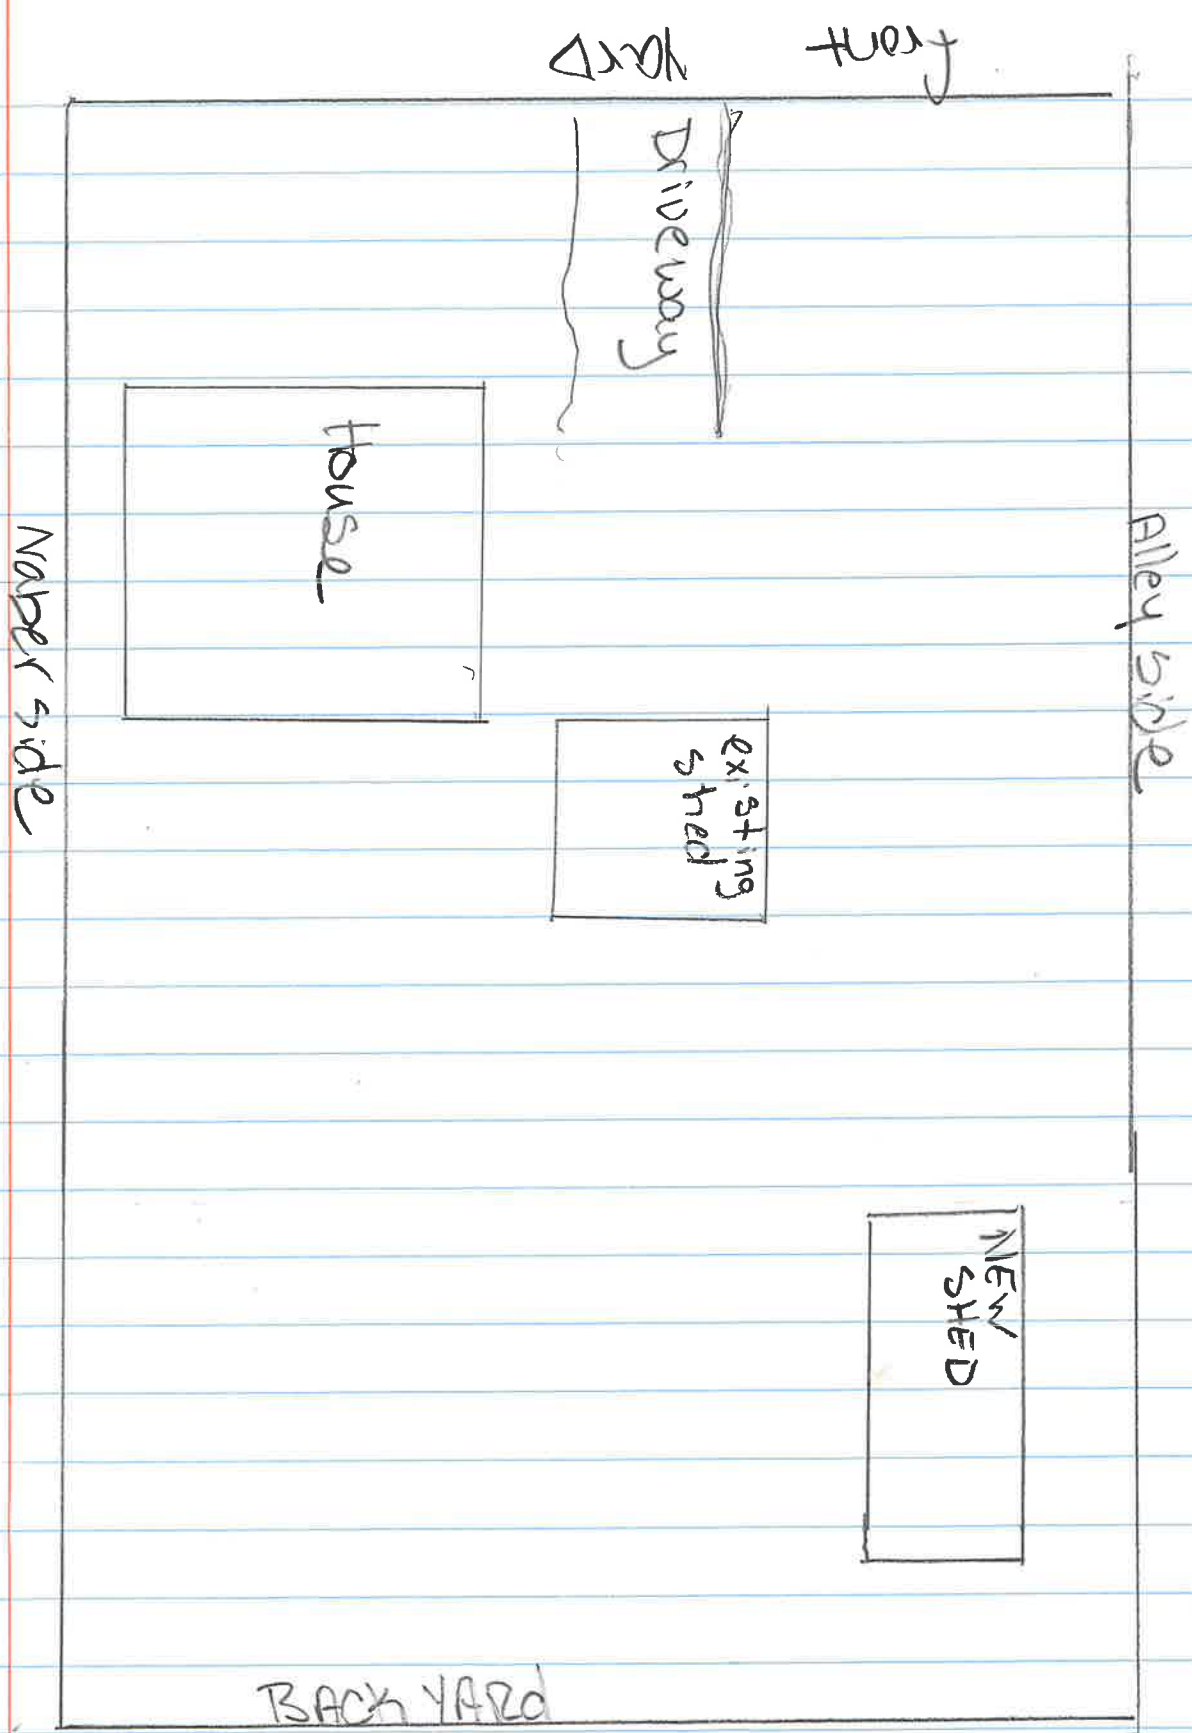 front yarD
Driveway
House
Alley Side
Naber side
existing
shed
NEW
SHED
BACK YARd